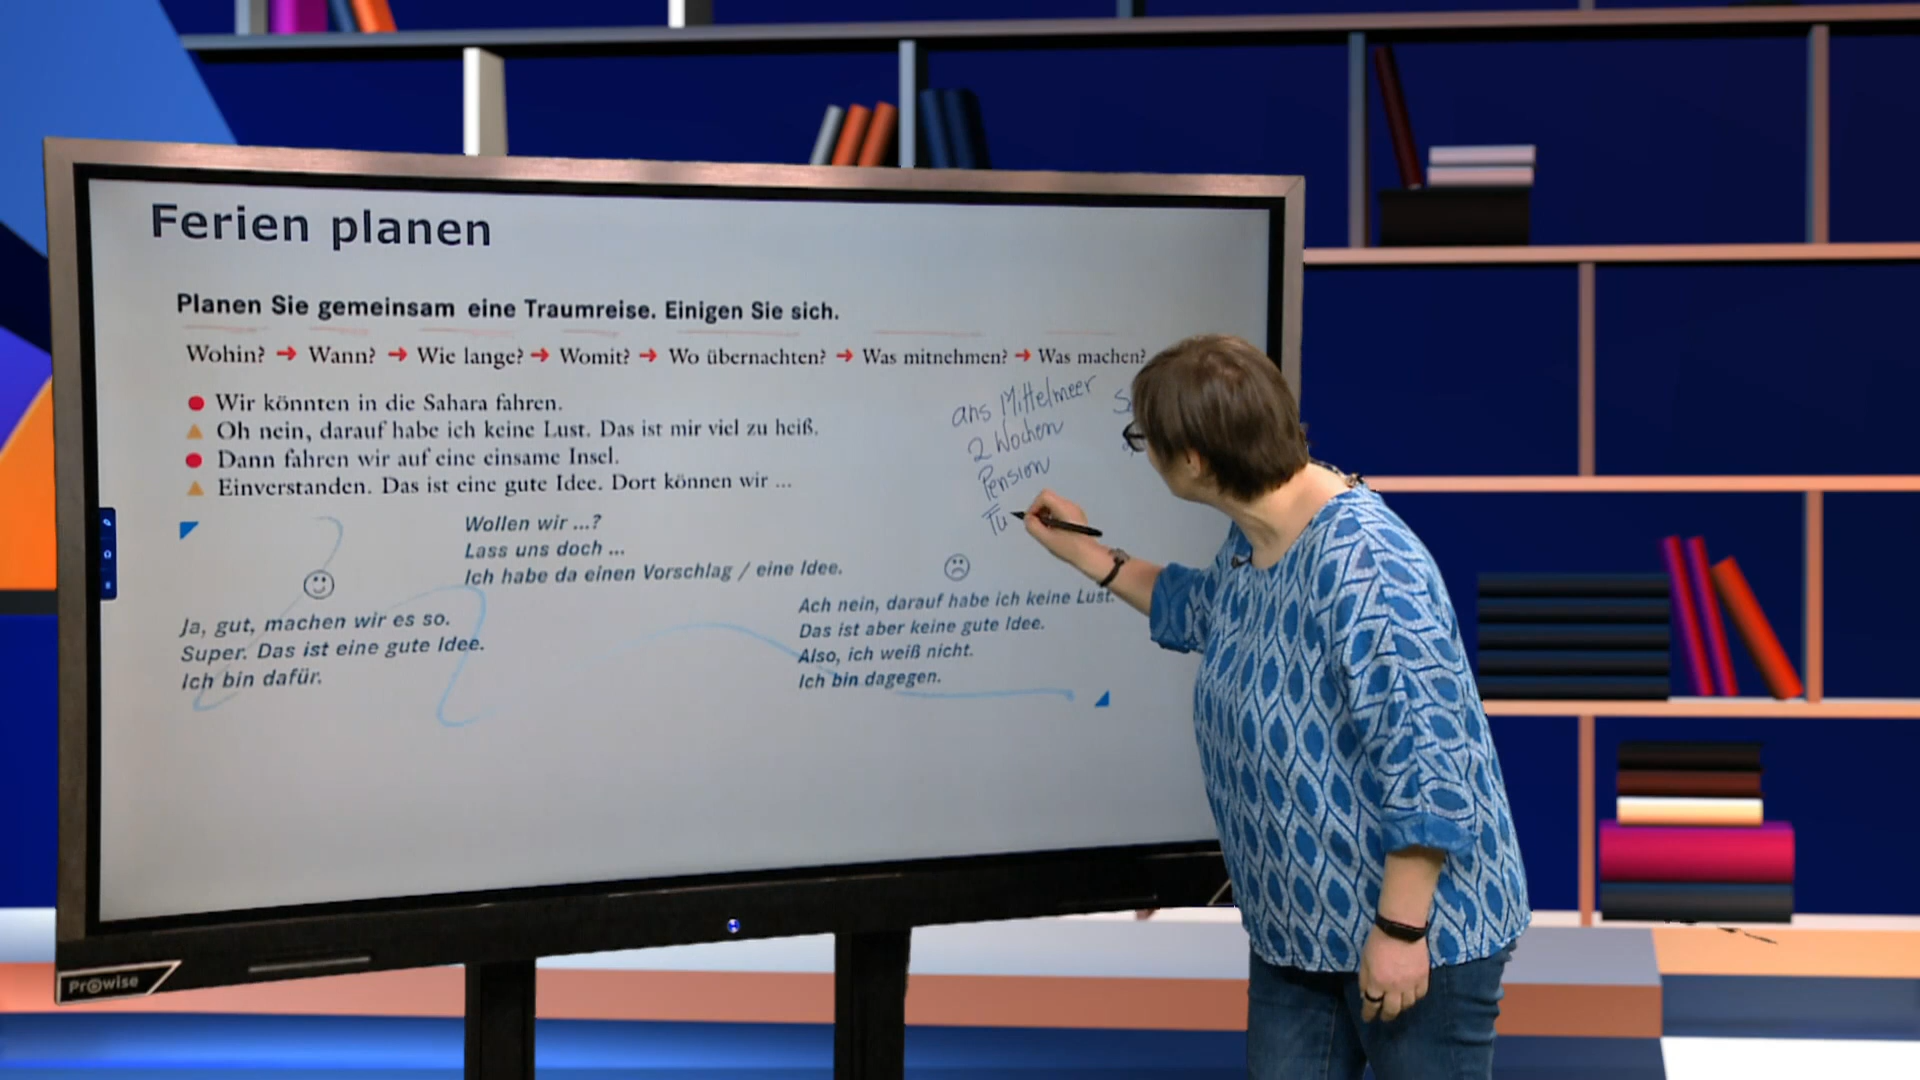 Ferien planen
Planen Sie gemeinsam eine Traumreise. Einigen Sie sich.
Wohin? → Wann? → Wie lange? → Womit? → Wo übernachten? → Was mitnehmen? → Was machen?
Wir könnten in die Sahara fahren.
Oh nein, darauf habe ich keine Lust. Das ist mir viel zu heiß.
Dann fahren wir auf eine einsame Insel.
Einverstanden. Das ist eine gute Idee. Dort können wir ...
ans Mittelmeer
2 Wochen
Pension
Wollen wir ...?
Lass uns doch ...
Ich habe da einen Vorschlag / eine Idee.
Ja, gut, machen wir es so.
Super. Das ist eine gute Idee.
Ich bin dafür.
Ach nein, darauf habe ich keine Lust.
Das ist aber keine gute Idee.
Also, ich weiß nicht.
Ich bin dagegen.
Prowise